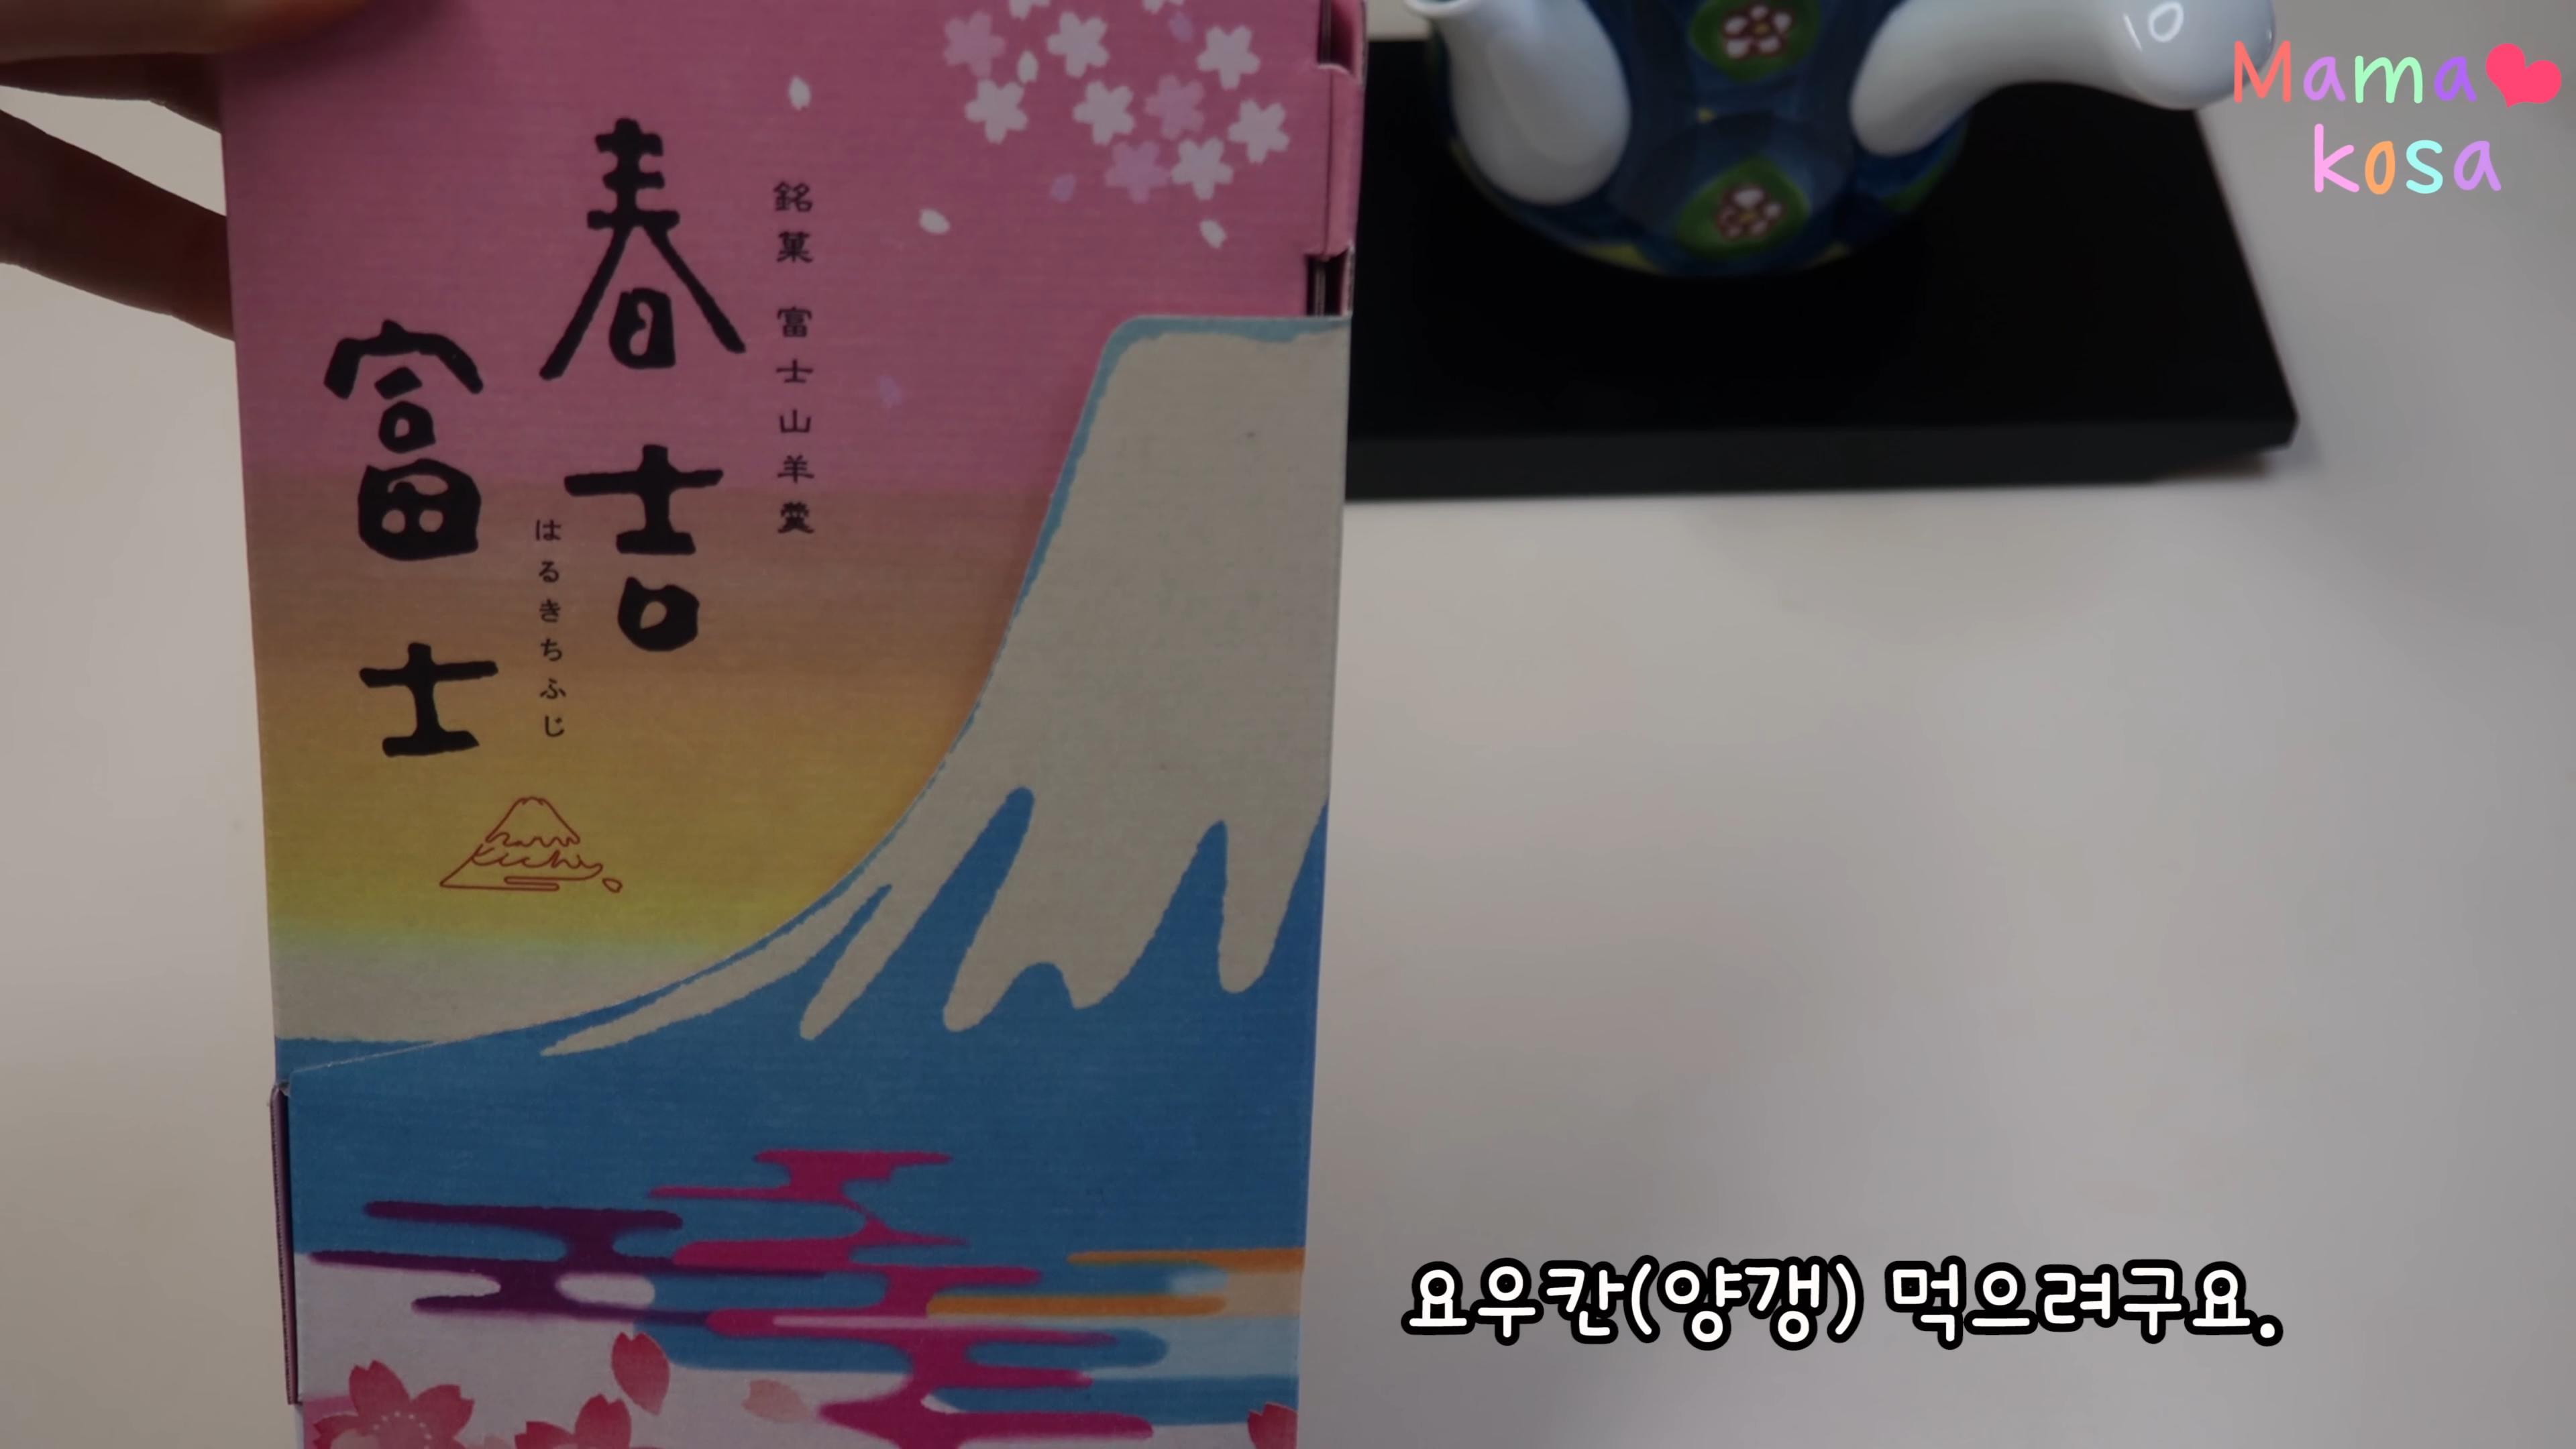 銘菓 富士山羊羹
春吉
はるきちふじ
富士
haru
kichi
Mama
kosa
요우칸(양갱) 먹으려구요.